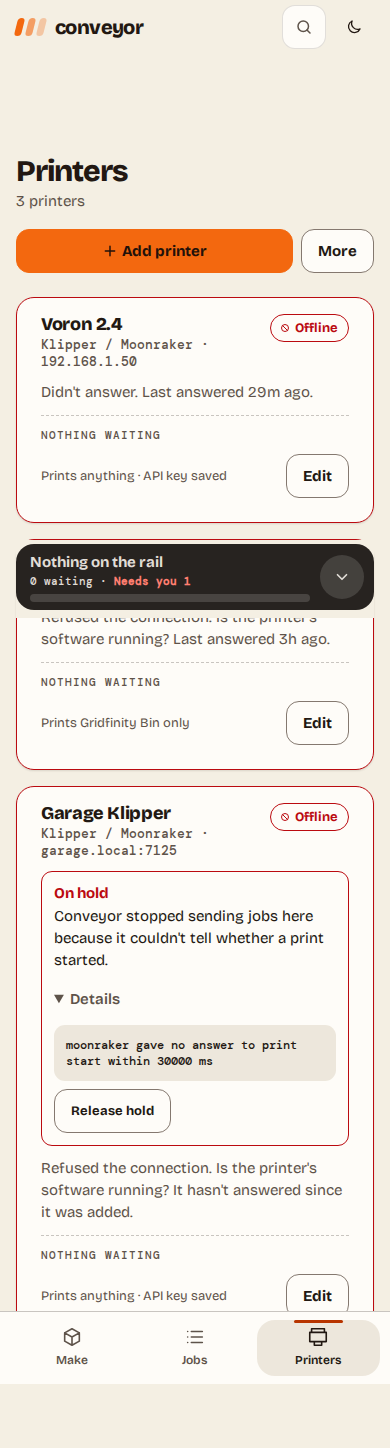 conveyor
Printers
3 printers
+ Add printer
More
Voron 2.4
Offline
Klipper / Moonraker ·
192.168.1.50
Didn't answer. Last answered 29m ago.
NOTHING WAITING
Prints anything · API key saved
Edit
Nothing on the rail
0 waiting · Needs you 1
Refused the connection. Is the printer's
software running? Last answered 3h ago.
NOTHING WAITING
Prints Gridfinity Bin only
Edit
Garage Klipper
Offline
Klipper / Moonraker ·
garage.local:7125
On hold
Conveyor stopped sending jobs here
because it couldn't tell whether a print
started.
▼ Details
moonraker gave no answer to print
start within 30000 ms
Release hold
Refused the connection. Is the printer's
software running? It hasn't answered since
it was added.
NOTHING WAITING
Prints anything · API key saved
Edit
Make
Jobs
Printers